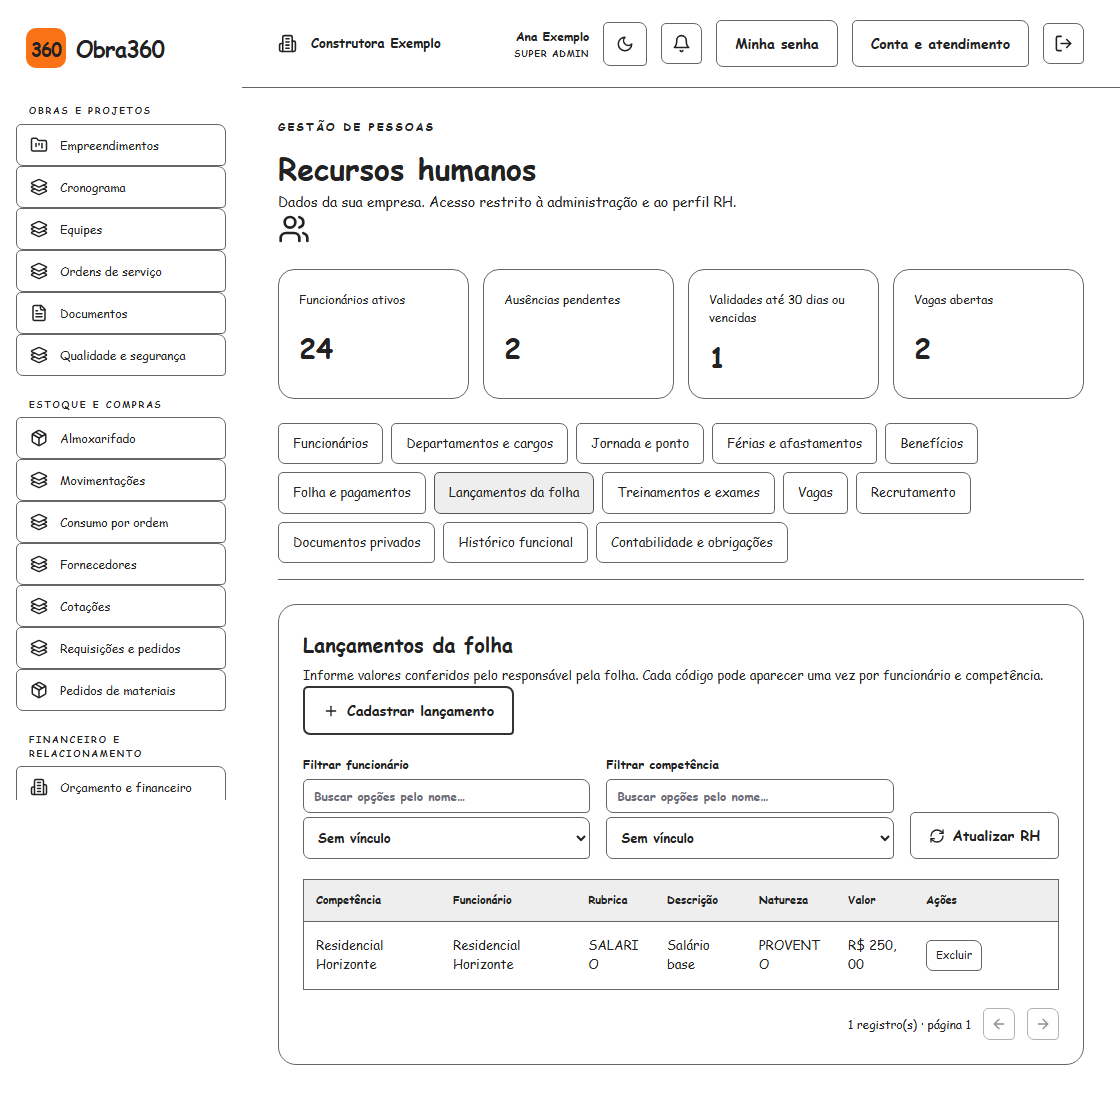 360 Obra360
OBRAS E PROJETOS
Empreendimentos
Cronograma
Equipes
Ordens de serviço
Documentos
Qualidade e segurança
ESTOQUE E COMPRAS
Almoxarifado
Movimentações
Consumo por ordem
Fornecedores
Cotações
Requisições e pedidos
Pedidos de materiais
FINANCEIRO E
RELACIONAMENTO
Orçamento e financeiro
Construtora Exemplo
Ana Exemplo
SUPER ADMIN
Minha senha
Conta e atendimento
GESTÃO DE PESSOAS
Recursos humanos
Dados da sua empresa. Acesso restrito à administração e ao perfil RH.
Funcionários ativos
24
Ausências pendentes
2
Validades até 30 dias ou
vencidas
1
Vagas abertas
2
Funcionários Departamentos e cargos Jornada e ponto Férias e afastamentos Benefícios
Folha e pagamentos Lançamentos da folha Treinamentos e exames Vagas Recrutamento
Documentos privados Histórico funcional Contabilidade e obrigações
Lançamentos da folha
Informe valores conferidos pelo responsável pela folha. Cada código pode aparecer uma vez por funcionário e competência.
Cadastrar lançamento
Filtrar funcionário Filtrar competência
Buscar opções pelo nome... Buscar opções pelo nome...
Sem vínculo Sem vínculo Atualizar RH
Competência Funcionário Rubrica Descrição Natureza Valor Ações
Residencial Residencial SALARI Salário PROVENT R$ 250, Excluir
Horizonte Horizonte O base O 00
1 registro(s) · página 1